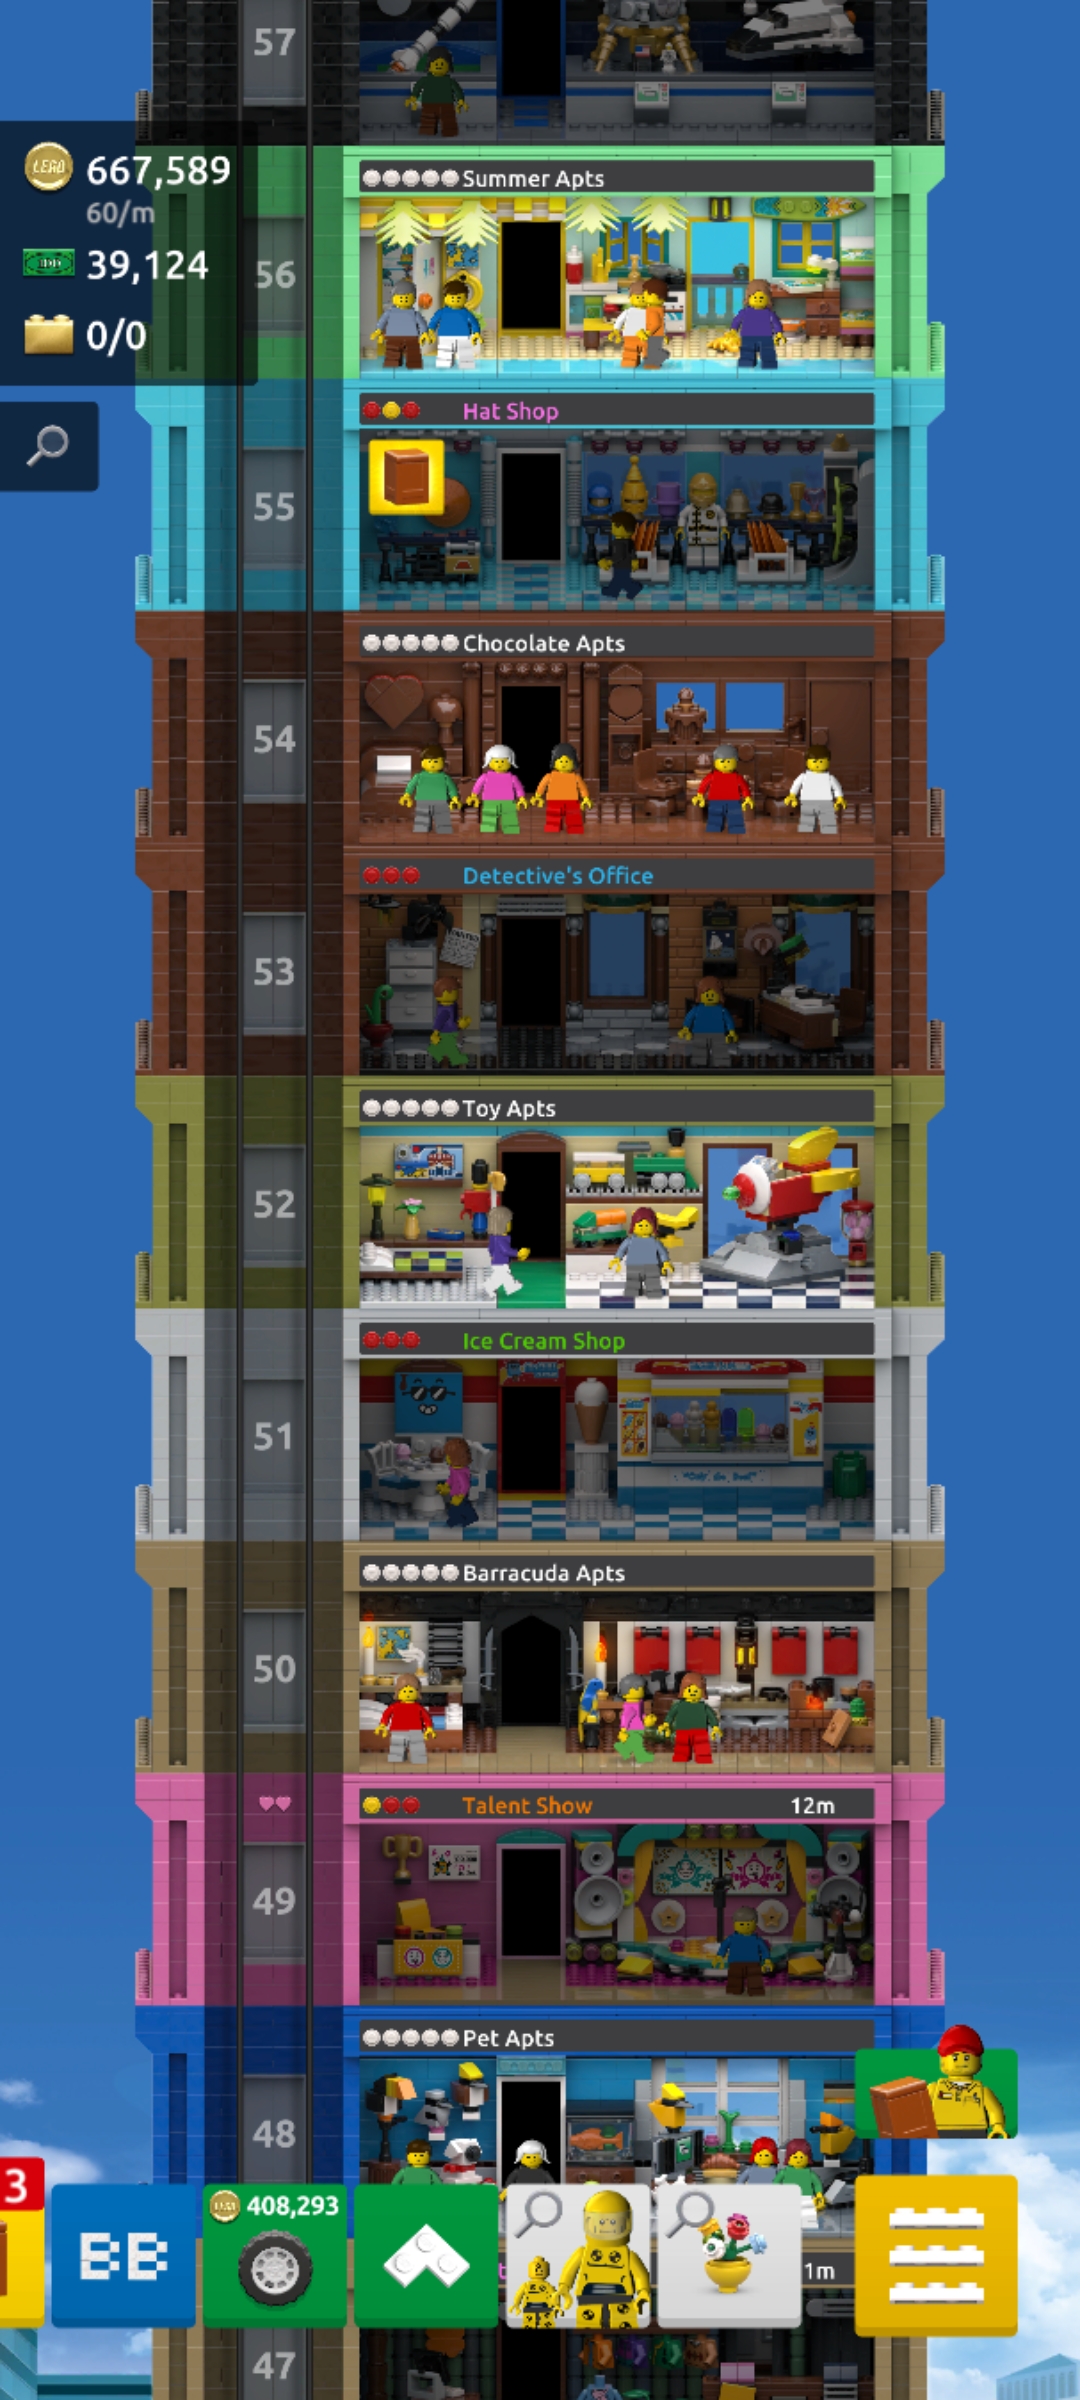 57
LEGO
667,589
60/m
39,124
0/0
Summer Apts
56
Hat Shop
55
Chocolate Apts
54
Detective's Office
53
Toy Apts
52
Ice Cream Shop
51
Barracuda Apts
50
Talent Show
12m
49
Pet Apts
48
3
BB
408,293
1m
47